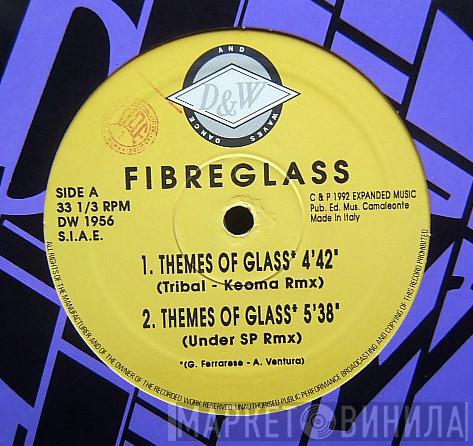 AND
D&W
DANCE WAVES
FIBREGLASS
SIDE A
33 1/3 RPM
DW 1956
S.I.A.E.
C & P 1992 EXPANDED MUSIC
Pub. Ed. Mus. Camaleonte
Made in Italy
1. THEMES OF GLASS* 4'42"
(Tribal - Keoma Rmx)
2. THEMES OF GLASS* 5'38"
(Under SP Rmx)
*(G. Ferrarese - A. Ventura)
ALL RIGHTS OF THE MANUFACTURER AND OF THE OWNER OF THE RECORDED WORK RESERVED. UNAUTHORISED PUBLIC PERFORMANCE BROADCASTING AND COPYING OF THIS RECORD PROHIBITED.
МАРКЕТ ВИНИЛА